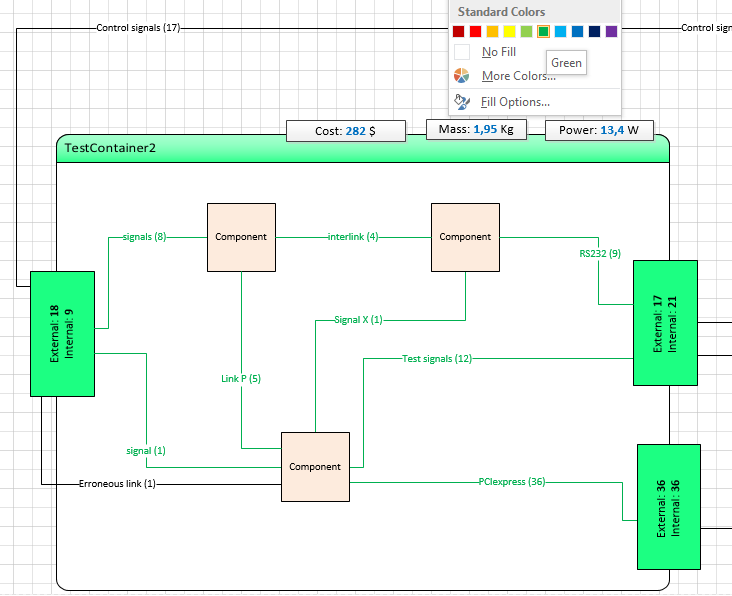 Standard Colors
Control signals (17)
No Fill
Green
More Colors...
Fill Options...
Cost: 282 $
Mass: 1,95 Kg
Power: 13,4 W
TestContainer2
signals (8)
Component
interlink (4)
Component
RS232 (9)
External: 18
Internal: 9
External: 17
Internal: 21
Signal X (1)
Test signals (12)
Link P (5)
signal (1)
Component
Erroneous link (1)
PCIexpress (36)
External: 36
Internal: 36